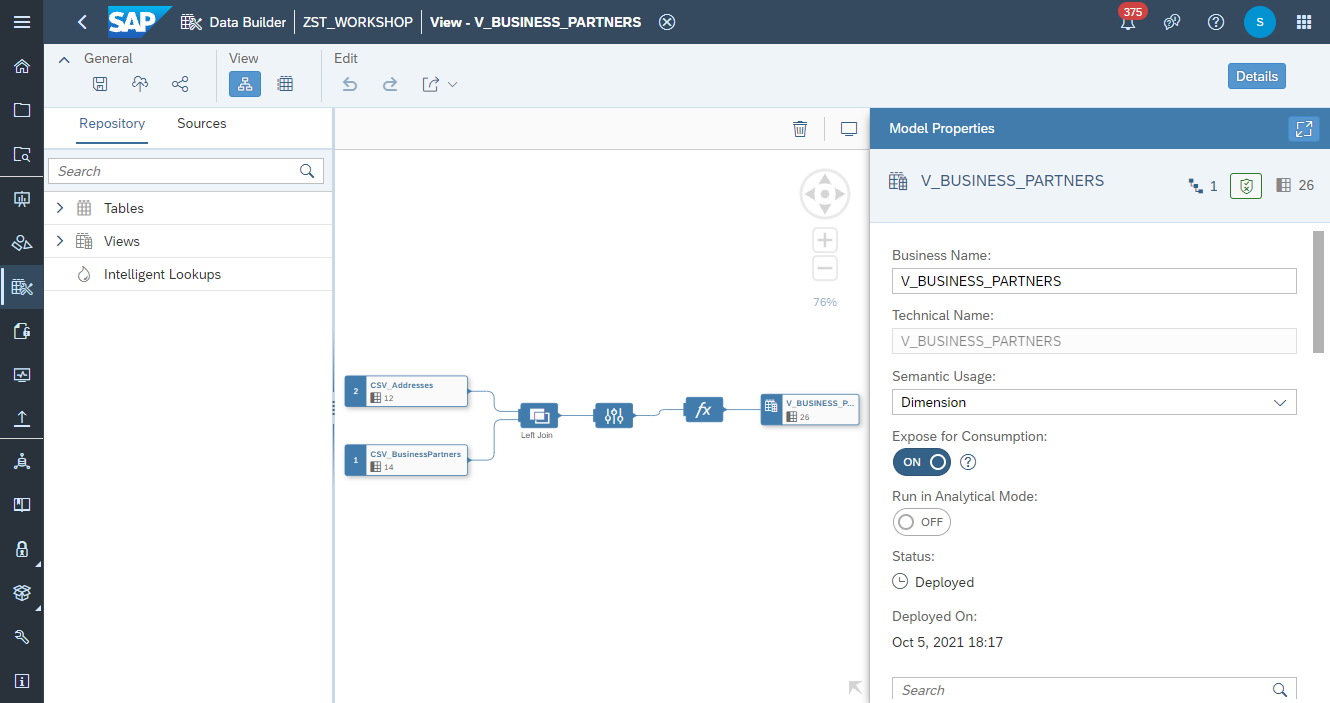 SAP Data Builder ZST_WORKSHOP View - V_BUSINESS_PARTNERS 375 S
General View Edit
Details
Repository Sources
Search
Tables
Views
Intelligent Lookups
76%
2 CSV_Addresses
12
1 CSV_BusinessPartners
14
Left Join
fx
V_BUSINESS_P...
26
Model Properties
V_BUSINESS_PARTNERS 1 26
Business Name:
V_BUSINESS_PARTNERS
Technical Name:
V_BUSINESS_PARTNERS
Semantic Usage:
Dimension
Expose for Consumption:
ON
Run in Analytical Mode:
OFF
Status:
Deployed
Deployed On:
Oct 5, 2021 18:17
Search